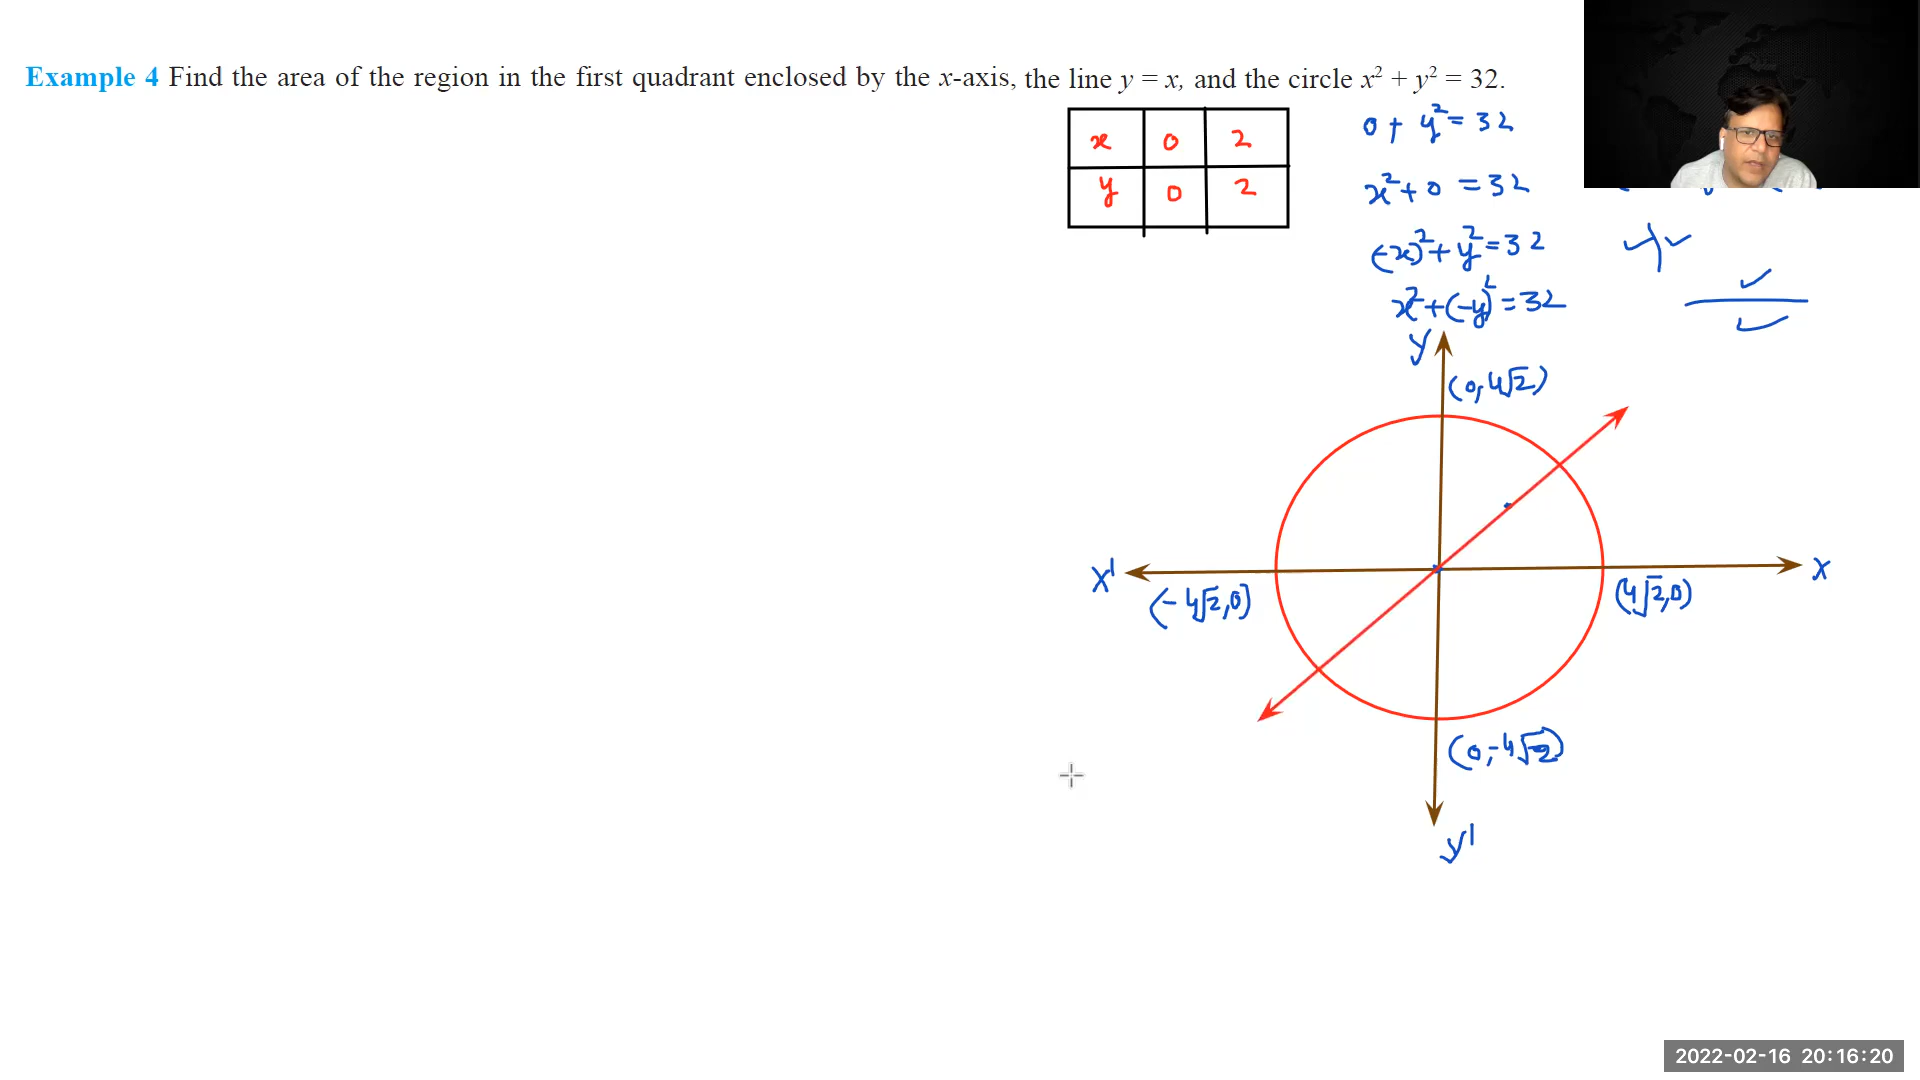 Example 4 Find the area of the region in the first quadrant enclosed by the x-axis, the line y = x, and the circle x² + y² = 32.
x 0 2
y 0 2
0 + y² = 32
x² + 0 = 32
(-x)² + y² = 32
x² + (-y)² = 32
y
(0, 4√2)
x'
x
(-4√2, 0)
(4√2, 0)
(0, -4√2)
y'
2022-02-16 20:16:20